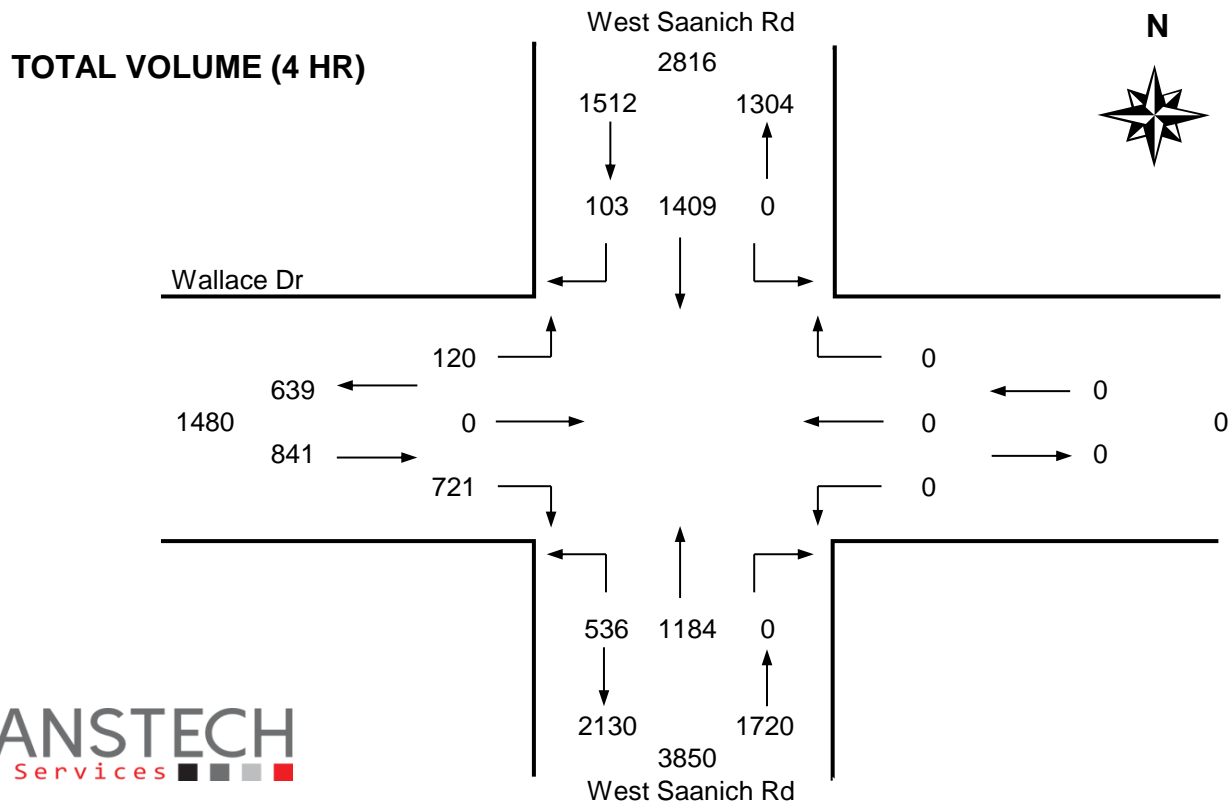 West Saanich Rd
N
TOTAL VOLUME (4 HR)
2816
1512 1304
103 1409 0
Wallace Dr
120 0
639 0
1480 0 0 0
841 0
721 0
536 1184 0
2130 1720
3850
West Saanich Rd
ANSTECH
Services